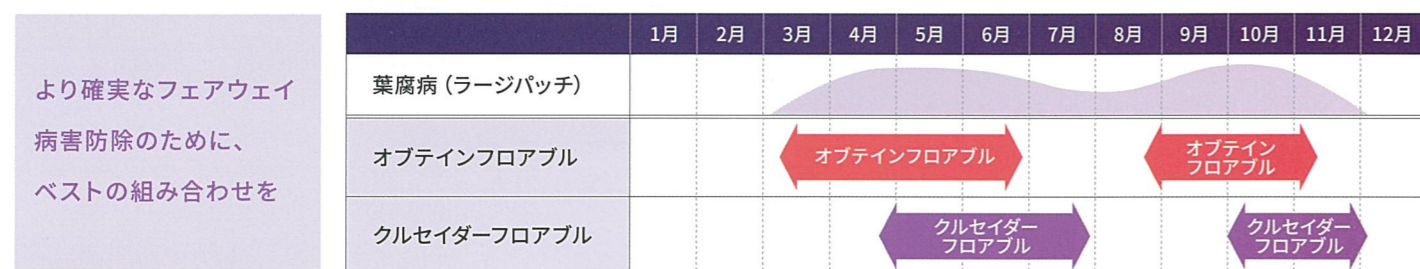 より確実なフェアウェイ
病害防除のために、
ベストの組み合わせを
1月 2月 3月 4月 5月 6月 7月 8月 9月 10月 11月 12月
葉腐病（ラージパッチ）
オブテインフロアブル
オブテインフロアブル
オブテイン
フロアブル
クルセイダーフロアブル
クルセイダー
フロアブル
クルセイダー
フロアブル